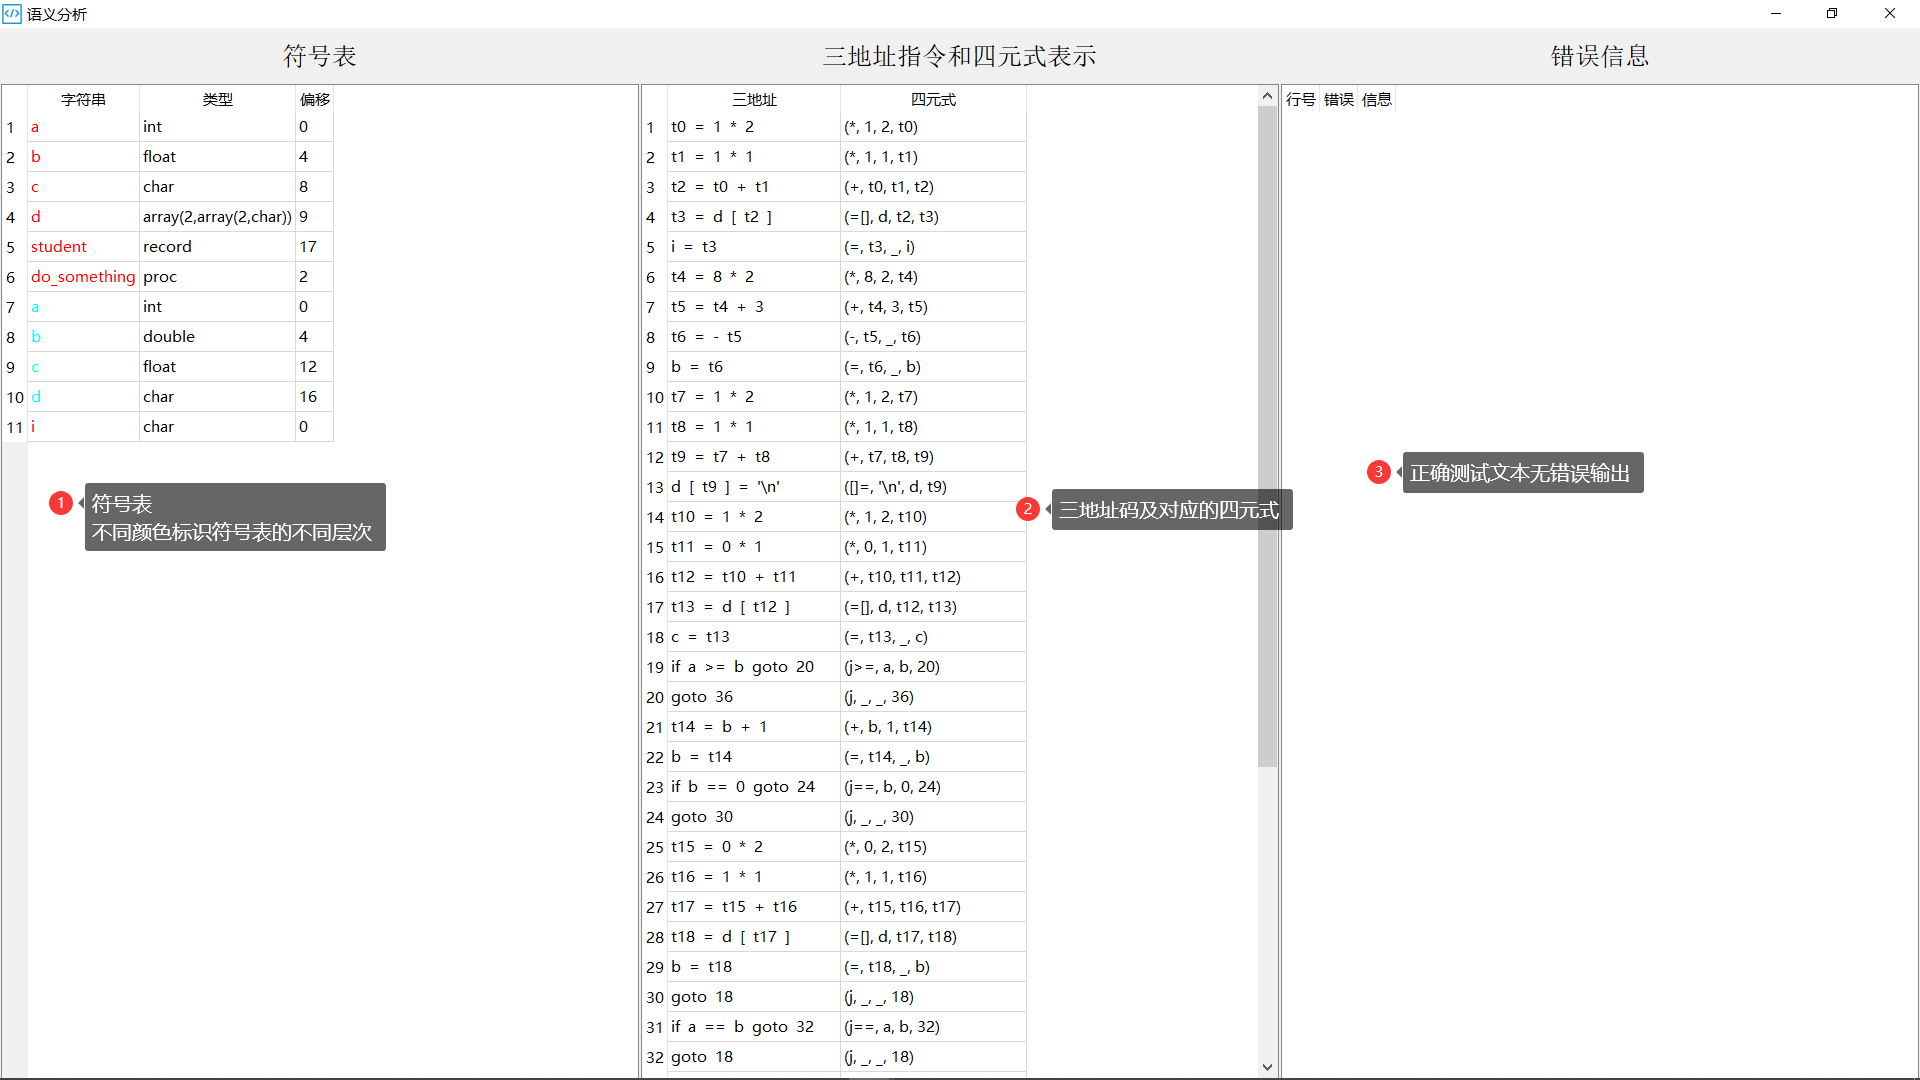 语义分析
符号表
三地址指令和四元式表示
错误信息
字符串 类型 偏移
1 a int 0
2 b float 4
3 c char 8
4 d array(2,array(2,char)) 9
5 student record 17
6 do_something proc 2
7 a int 0
8 b double 4
9 c float 12
10 d char 16
11 i char 0
1
符号表
不同颜色标识符号表的不同层次
三地址 四元式
1 t0 = 1 * 2 (*, 1, 2, t0)
2 t1 = 1 * 1 (*, 1, 1, t1)
3 t2 = t0 + t1 (+, t0, t1, t2)
4 t3 = d [ t2 ] (=[], d, t2, t3)
5 i = t3 (=, t3, _, i)
6 t4 = 8 * 2 (*, 8, 2, t4)
7 t5 = t4 + 3 (+, t4, 3, t5)
8 t6 = - t5 (-, t5, _, t6)
9 b = t6 (=, t6, _, b)
10 t7 = 1 * 2 (*, 1, 2, t7)
11 t8 = 1 * 1 (*, 1, 1, t8)
12 t9 = t7 + t8 (+, t7, t8, t9)
13 d [ t9 ] = '\n' ([]=, '\n', d, t9)
14 t10 = 1 * 2 (*, 1, 2, t10)
15 t11 = 0 * 1 (*, 0, 1, t11)
16 t12 = t10 + t11 (+, t10, t11, t12)
17 t13 = d [ t12 ] (=[], d, t12, t13)
18 c = t13 (=, t13, _, c)
19 if a >= b goto 20 (j>=, a, b, 20)
20 goto 36 (j, _, _, 36)
21 t14 = b + 1 (+, b, 1, t14)
22 b = t14 (=, t14, _, b)
23 if b == 0 goto 24 (j==, b, 0, 24)
24 goto 30 (j, _, _, 30)
25 t15 = 0 * 2 (*, 0, 2, t15)
26 t16 = 1 * 1 (*, 1, 1, t16)
27 t17 = t15 + t16 (+, t15, t16, t17)
28 t18 = d [ t17 ] (=[], d, t17, t18)
29 b = t18 (=, t18, _, b)
30 goto 18 (j, _, _, 18)
31 if a == b goto 32 (j==, a, b, 32)
32 goto 18 (j, _, _, 18)
2
三地址码及对应的四元式
行号 错误 信息
3
正确测试文本无错误输出